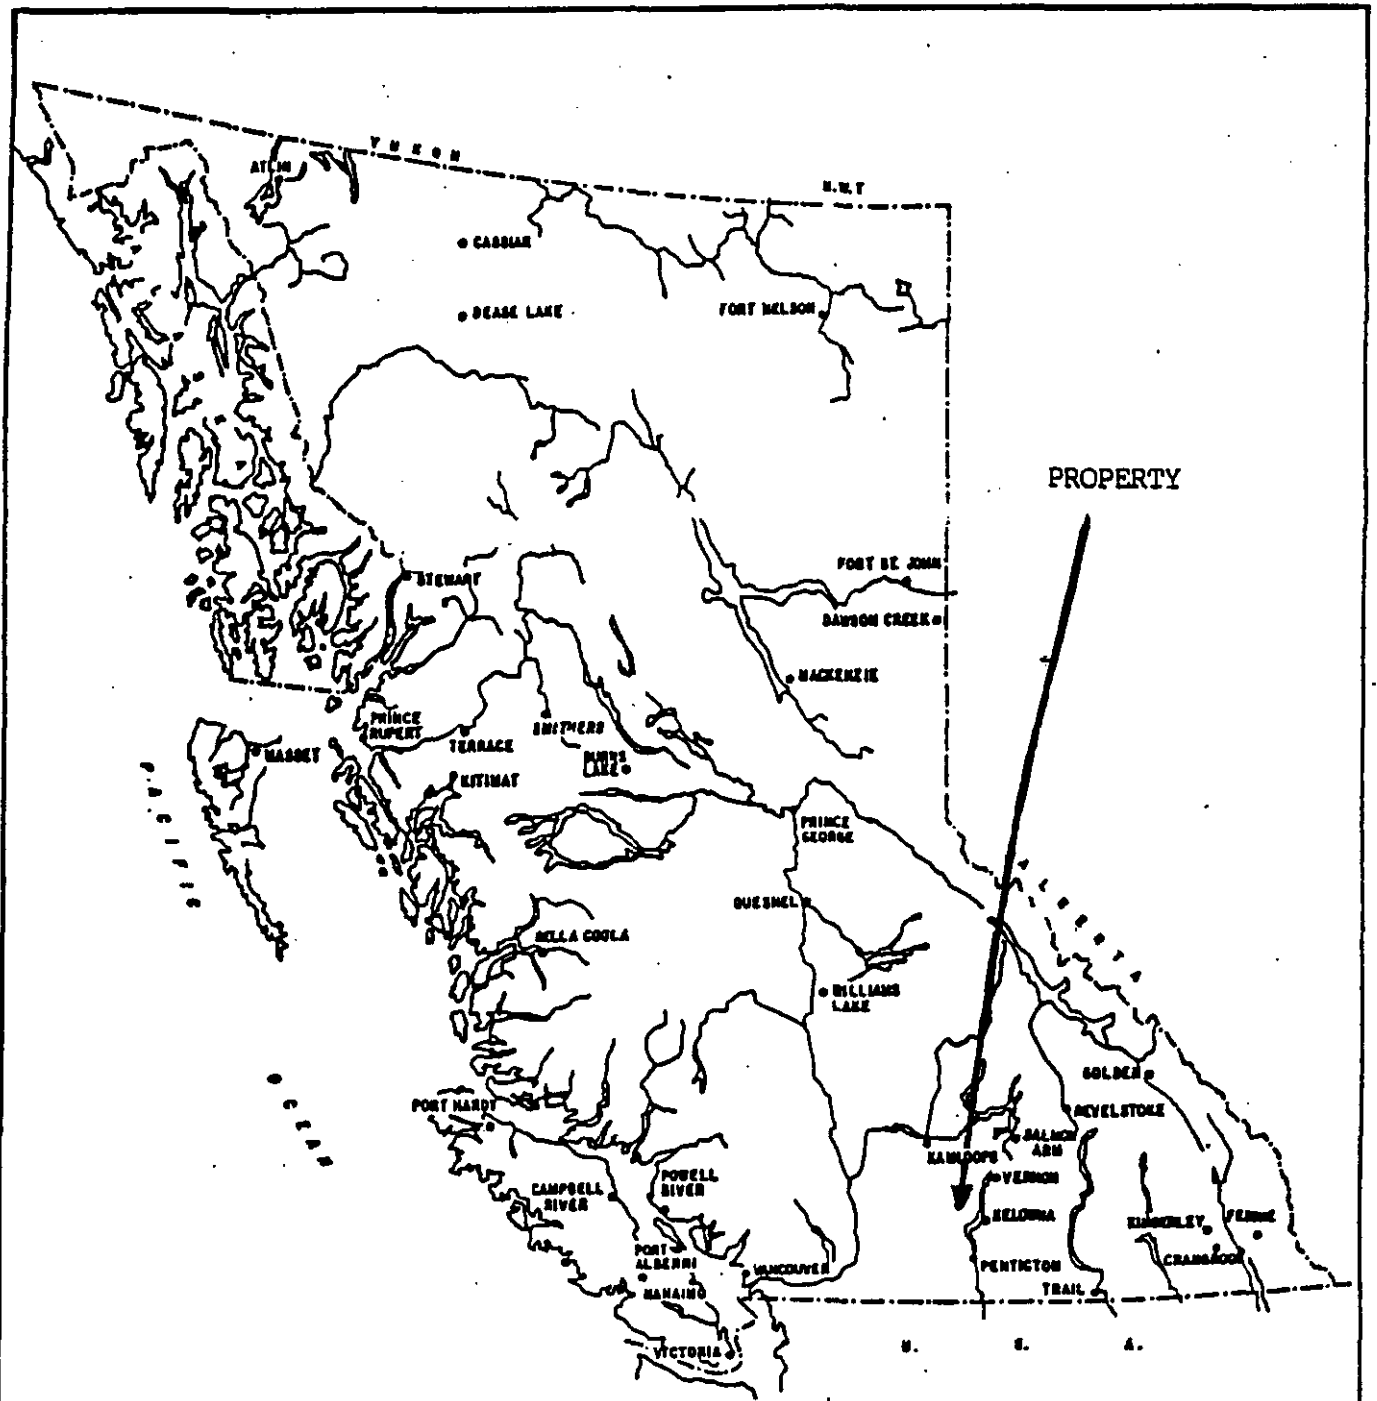 YUKON
N.W.T
ATLIN
CASSIAR
DEASE LAKE
FORT NELSON
PROPERTY
FORT ST. JOHN
STEWART
DAWSON CREEK
MACKENZIE
PRINCE
RUPERT
TERRACE
SMITHERS
MASSET
BURNS
LAKE
KITIMAT
PACIFIC
PRINCE
GEORGE
ALBERTA
QUESNEL
BELLA COOLA
WILLIAMS
LAKE
OCEAN
GOLDEN
PORT HARDY
REVELSTOKE
SALMON
ARM
KAMLOOPS
VERNON
POWELL
RIVER
CAMPBELL
RIVER
KELOWNA
KIMBERLEY
FERNIE
CRANBROOK
PORT
ALBERNI
VANCOUVER
PENTICTON
NANAIMO
TRAIL
VICTORIA
U. S. A.